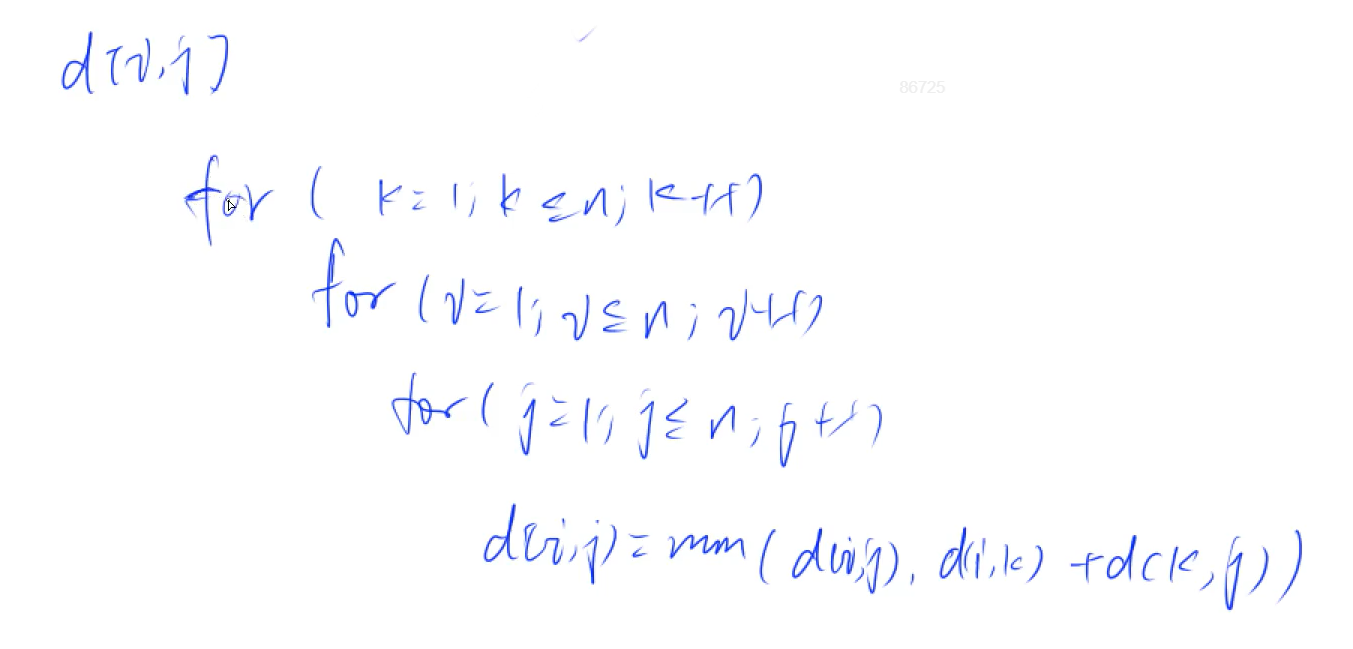 d[i,j]
86725
for ( k=1; k≤n; k++)
for (i=1; i≤n; i++)
for( j=1; j≤n; j++)
d(i,j)=min(d(i,j), d(i,k)+d(k,j))